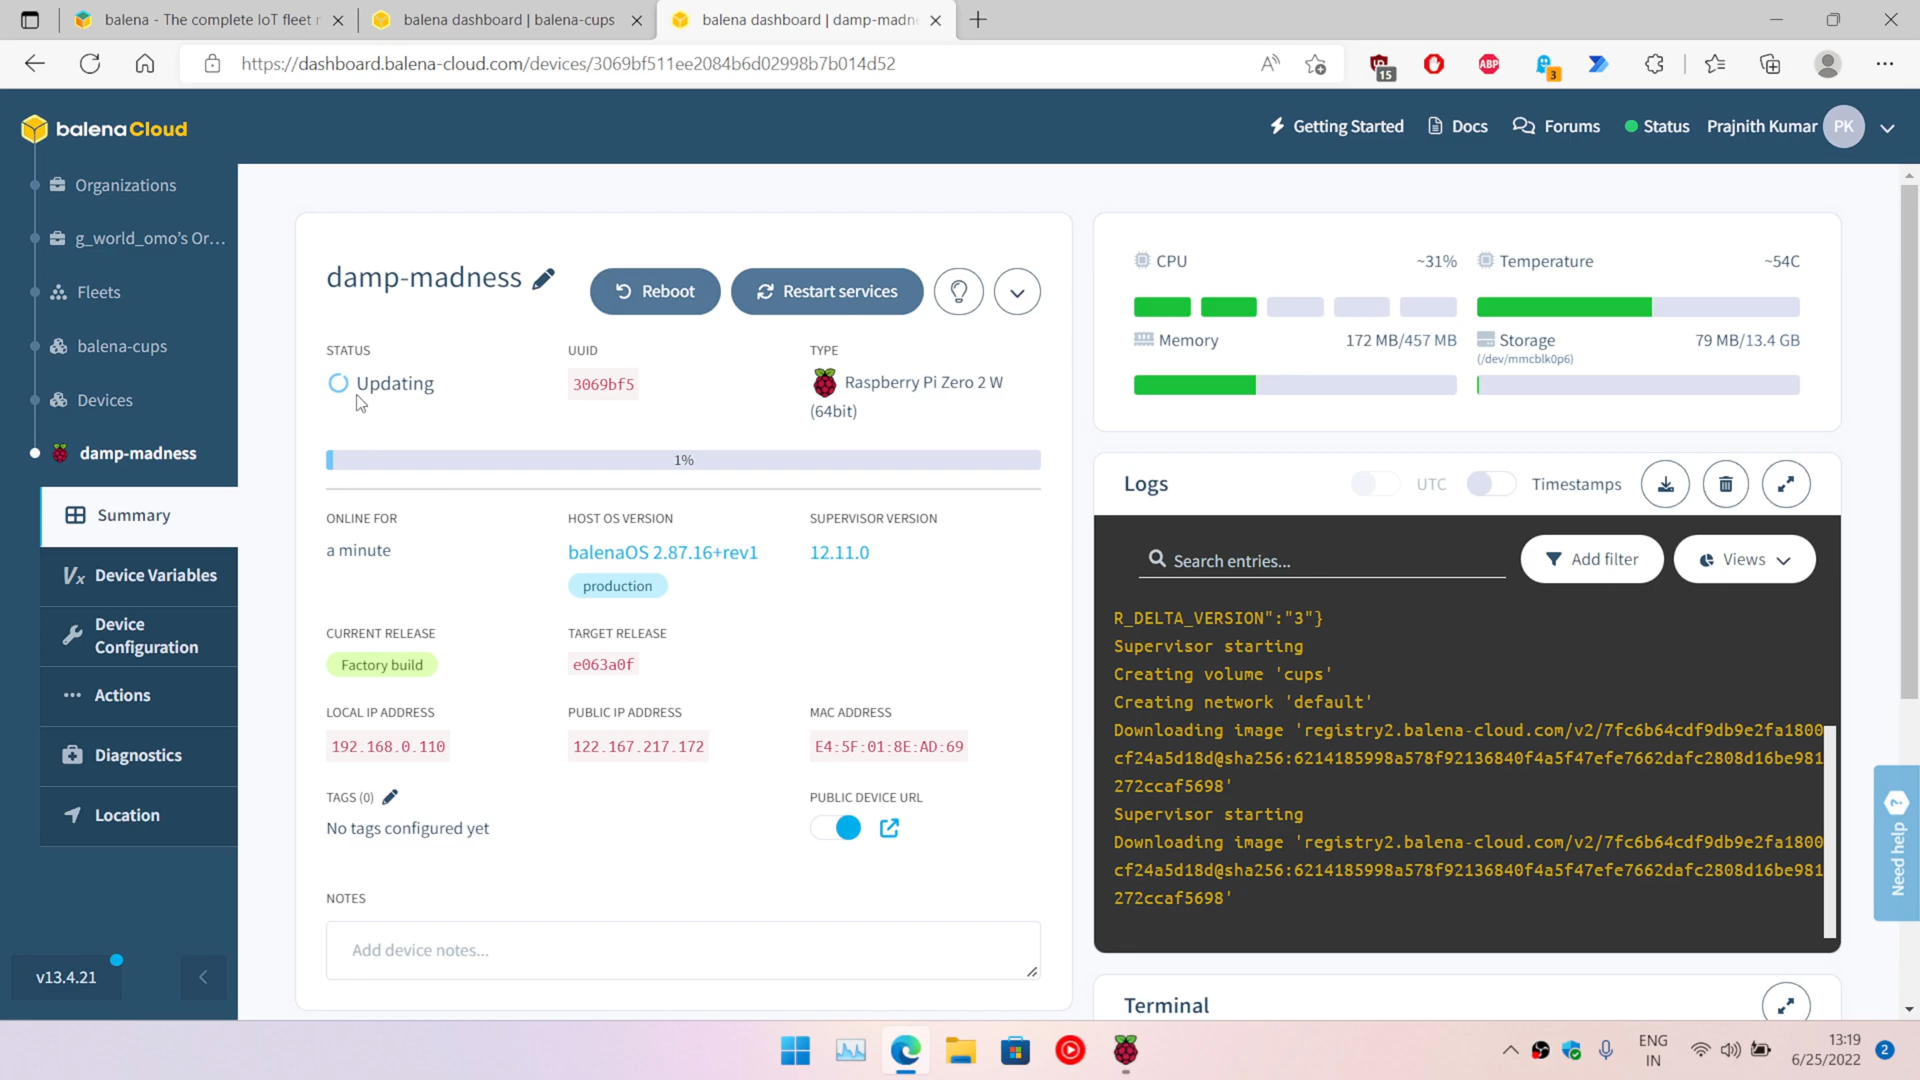 balena - The complete IoT fleet r
balena dashboard | balena-cups
balena dashboard | damp-madne
https://dashboard.balena-cloud.com/devices/3069bf511ee2084b6d02998b7b014d52
15
ABP
3
balenaCloud
Getting Started
Docs
Forums
Status
Prajnith Kumar
PK
Organizations
g_world_omo's Or...
Fleets
balena-cups
Devices
damp-madness
Summary
Device Variables
Device
Configuration
Actions
Diagnostics
Location
v13.4.21
damp-madness
Reboot
Restart services
STATUS
Updating
UUID
3069bf5
TYPE
Raspberry Pi Zero 2 W
(64bit)
1%
ONLINE FOR
a minute
HOST OS VERSION
balenaOS 2.87.16+rev1
production
SUPERVISOR VERSION
12.11.0
CURRENT RELEASE
Factory build
TARGET RELEASE
e063a0f
LOCAL IP ADDRESS
192.168.0.110
PUBLIC IP ADDRESS
122.167.217.172
MAC ADDRESS
E4:5F:01:8E:AD:69
TAGS (0)
No tags configured yet
PUBLIC DEVICE URL
NOTES
Add device notes...
CPU
~31%
Temperature
~54C
Memory
172 MB/457 MB
Storage
(/dev/mmcblk0p6)
79 MB/13.4 GB
Logs
UTC
Timestamps
Search entries...
Add filter
Views
R_DELTA_VERSION":"3"}
Supervisor starting
Creating volume 'cups'
Creating network 'default'
Downloading image 'registry2.balena-cloud.com/v2/7fc6b64cdf9db9e2fa1800
cf24a5d18d@sha256:6214185998a578f92136840f4a5f47efe7662dafc2808d16be981
272ccaf5698'
Supervisor starting
Downloading image 'registry2.balena-cloud.com/v2/7fc6b64cdf9db9e2fa1800
cf24a5d18d@sha256:6214185998a578f92136840f4a5f47efe7662dafc2808d16be981
272ccaf5698'
Terminal
Need help
ENG
IN
13:19
6/25/2022
2